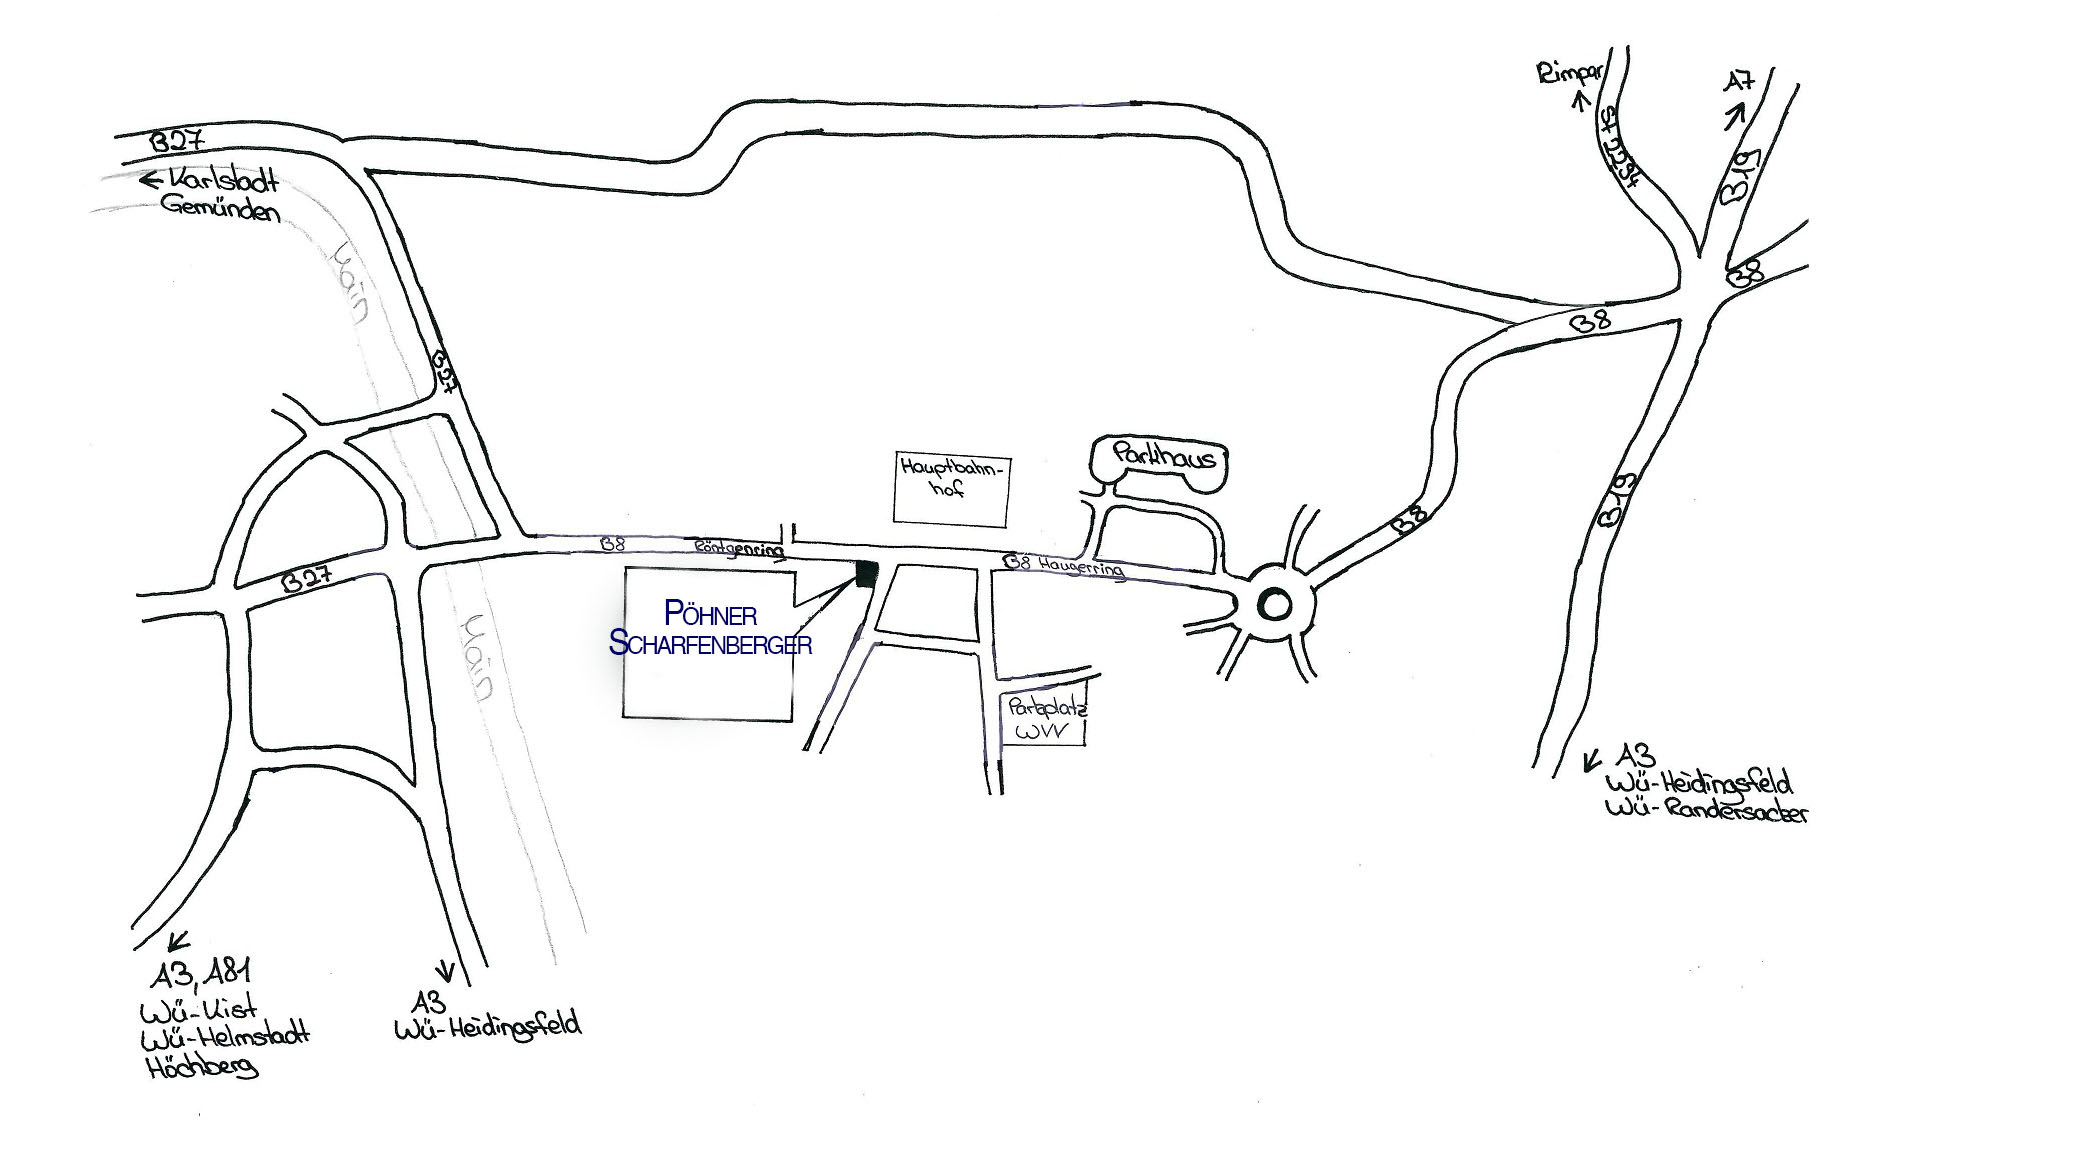 Rimpar
A7
B27
St 2294
B19
Karlstadt
Gemünden
Main
B8
B8
B27
Hauptbahn-
hof
Parkhaus
B19
B8
B8
Röntgenring
B8 Haugerring
B27
PÖHNER
SCHARFENBERGER
Main
Parkplatz
WVV
A3
Wü-Heidingsfeld
Wü-Randersacker
A3, A81
Wü-Kist
Wü-Helmstadt
Höchberg
A3
Wü-Heidingsfeld